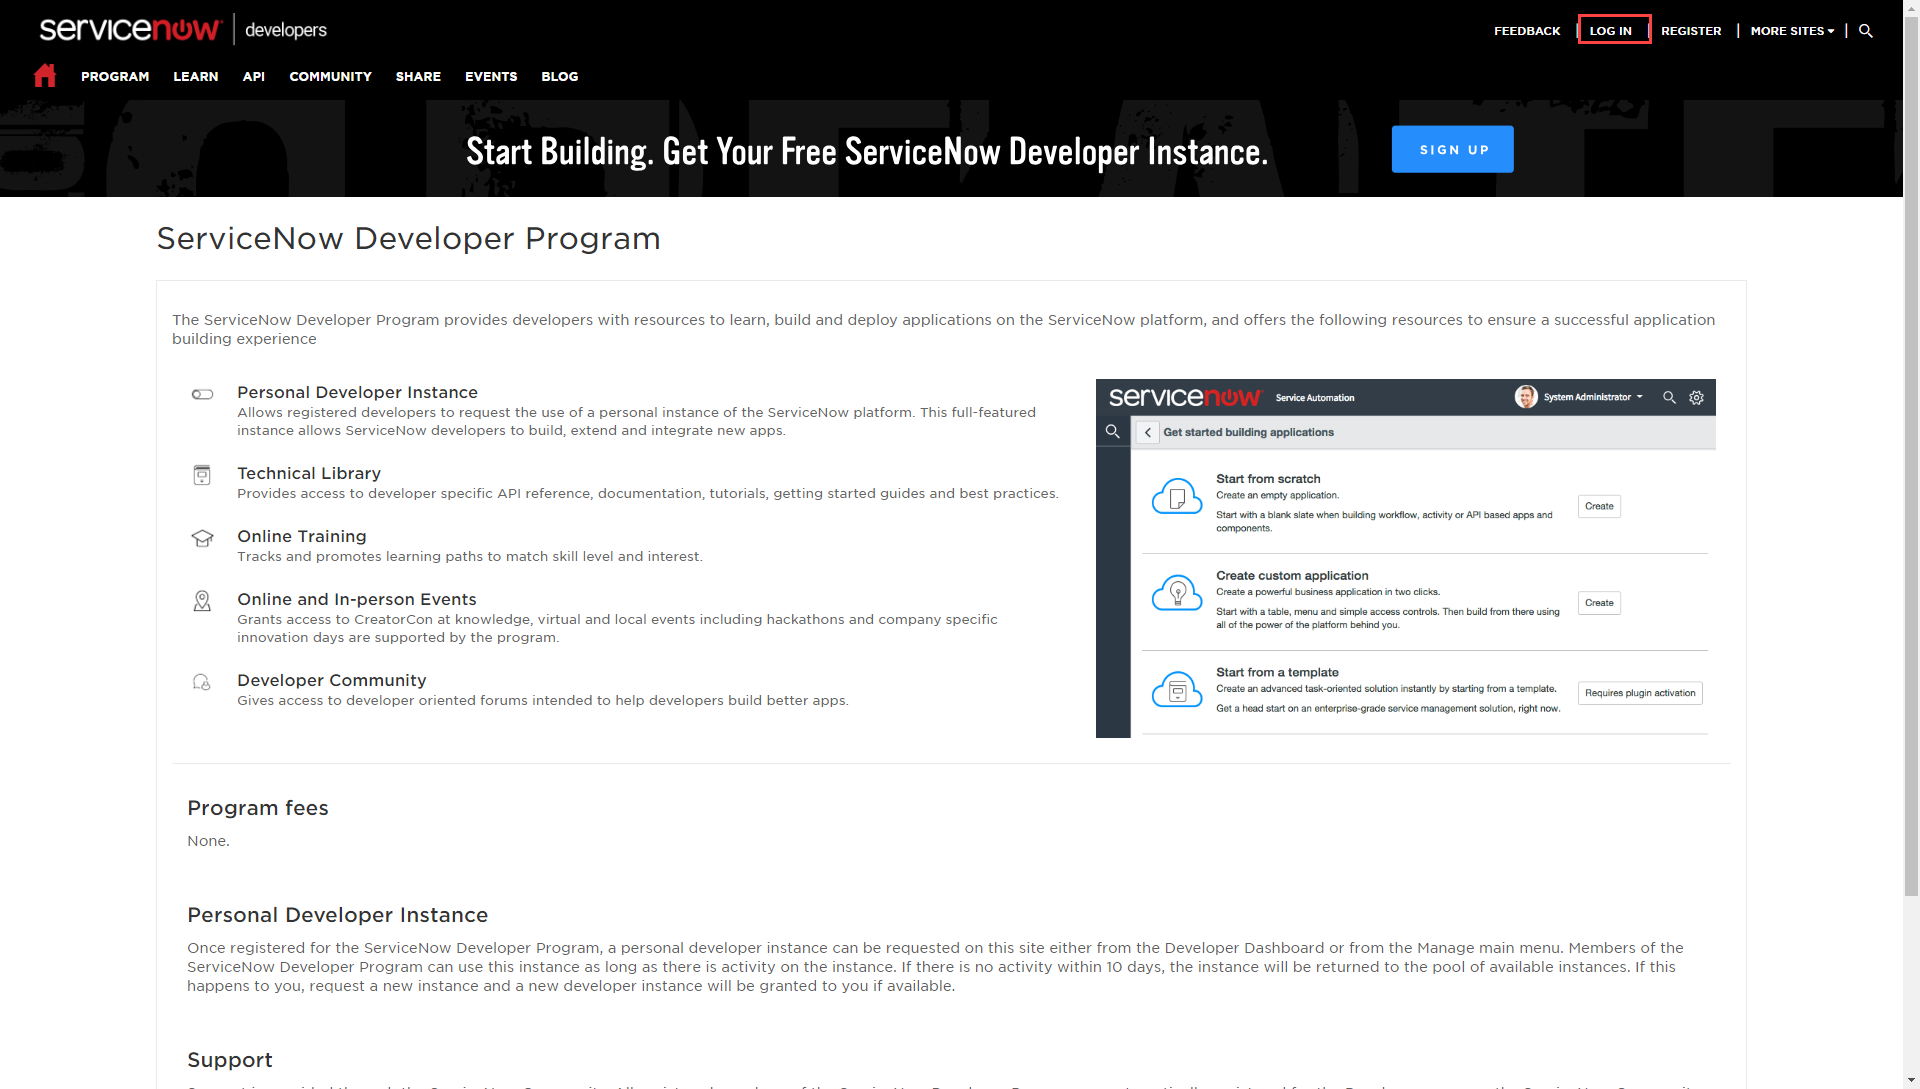 servicenow | developers
FEEDBACK | LOG IN | REGISTER | MORE SITES |
PROGRAM LEARN API COMMUNITY SHARE EVENTS BLOG
Start Building. Get Your Free ServiceNow Developer Instance.
SIGN UP
ServiceNow Developer Program
The ServiceNow Developer Program provides developers with resources to learn, build and deploy applications on the ServiceNow platform, and offers the following resources to ensure a successful application
building experience
Personal Developer Instance
Allows registered developers to request the use of a personal instance of the ServiceNow platform. This full-featured
instance allows ServiceNow developers to build, extend and integrate new apps.
Technical Library
Provides access to developer specific API reference, documentation, tutorials, getting started guides and best practices.
Online Training
Tracks and promotes learning paths to match skill level and interest.
Online and In-person Events
Grants access to CreatorCon at knowledge, virtual and local events including hackathons and company specific
innovation days are supported by the program.
Developer Community
Gives access to developer oriented forums intended to help developers build better apps.
servicenow Service Automation System Administrator
Get started building applications
Start from scratch
Create an empty application.
Start with a blank slate when building workflow, activity or API based apps and
components.
Create
Create custom application
Create a powerful business application in two clicks.
Start with a table, menu and simple access controls. Then build from there using
all of the power of the platform behind you.
Create
Start from a template
Create an advanced task-oriented solution instantly by starting from a template.
Get a head start on an enterprise-grade service management solution, right now.
Requires plugin activation
Program fees
None.
Personal Developer Instance
Once registered for the ServiceNow Developer Program, a personal developer instance can be requested on this site either from the Developer Dashboard or from the Manage main menu. Members of the
ServiceNow Developer Program can use this instance as long as there is activity on the instance. If there is no activity within 10 days, the instance will be returned to the pool of available instances. If this
happens to you, request a new instance and a new developer instance will be granted to you if available.
Support